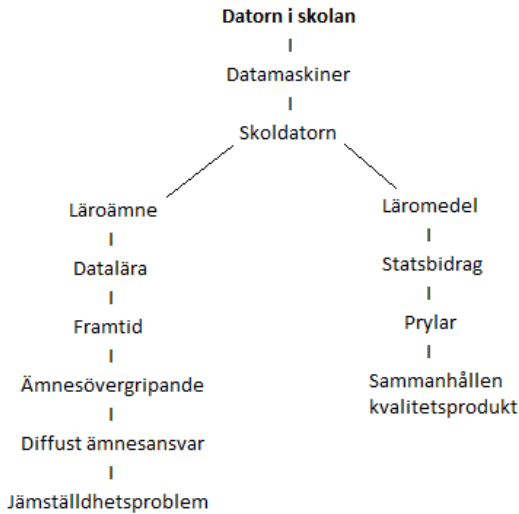 Datorn i skolan
Datamaskiner
Skoldatorn
Läroämne
Datalära
Framtid
Ämnesövergripande
Diffust ämnesansvar
Jämställdhetsproblem
Läromedel
Statsbidrag
Prylar
Sammanhållen
kvalitetsprodukt